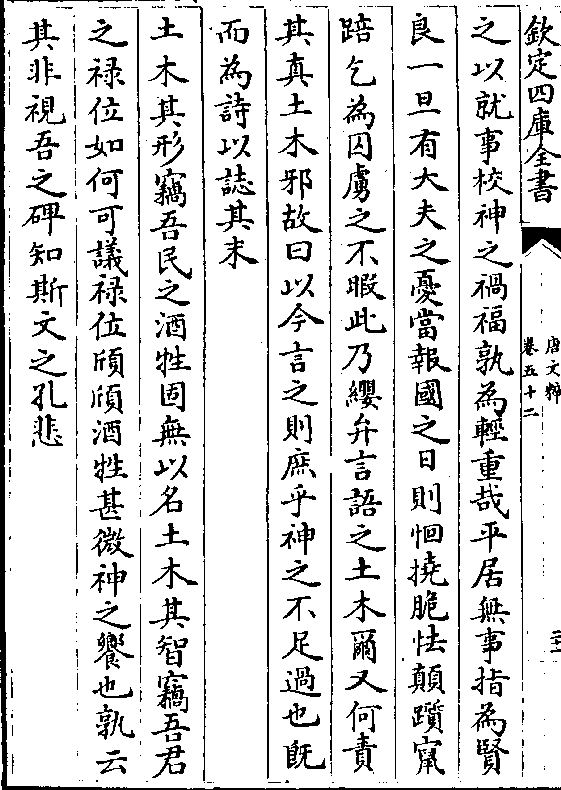 欽定四庫全書
唐文粹
卷五十二
之以就事校神之禍福孰為輕重哉平居無事指為賢
良一旦有大夫之憂當報國之日則恛撓脆怯顛躓竄
踣乞為囚虜之不暇此乃纓弁言語之土木爾又何責
其真土木邪故曰以今言之則庶乎神之不足過也既
而為詩以誌其末
土木其形竊吾民之酒牲固無以名土木其智竊吾君
之祿位如何可議祿位頎頎酒牲甚微神之饗也孰云
其非視吾之碑知斯文之孔悲